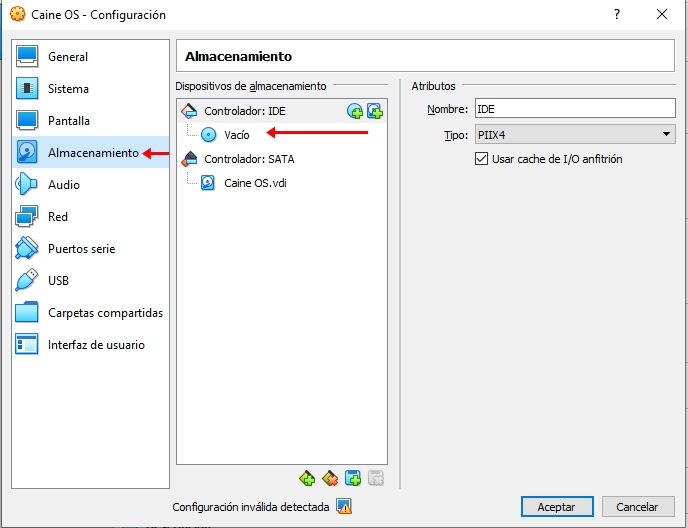 Caine OS - Configuración
?
General
Sistema
Pantalla
Almacenamiento
Audio
Red
Puertos serie
USB
Carpetas compartidas
Interfaz de usuario
Almacenamiento
Dispositivos de almacenamiento
Controlador: IDE
Vacío
Controlador: SATA
Caine OS.vdi
Atributos
Nombre: IDE
Tipo: PIIX4
Usar cache de I/O anfitrión
Configuración inválida detectada
Aceptar
Cancelar